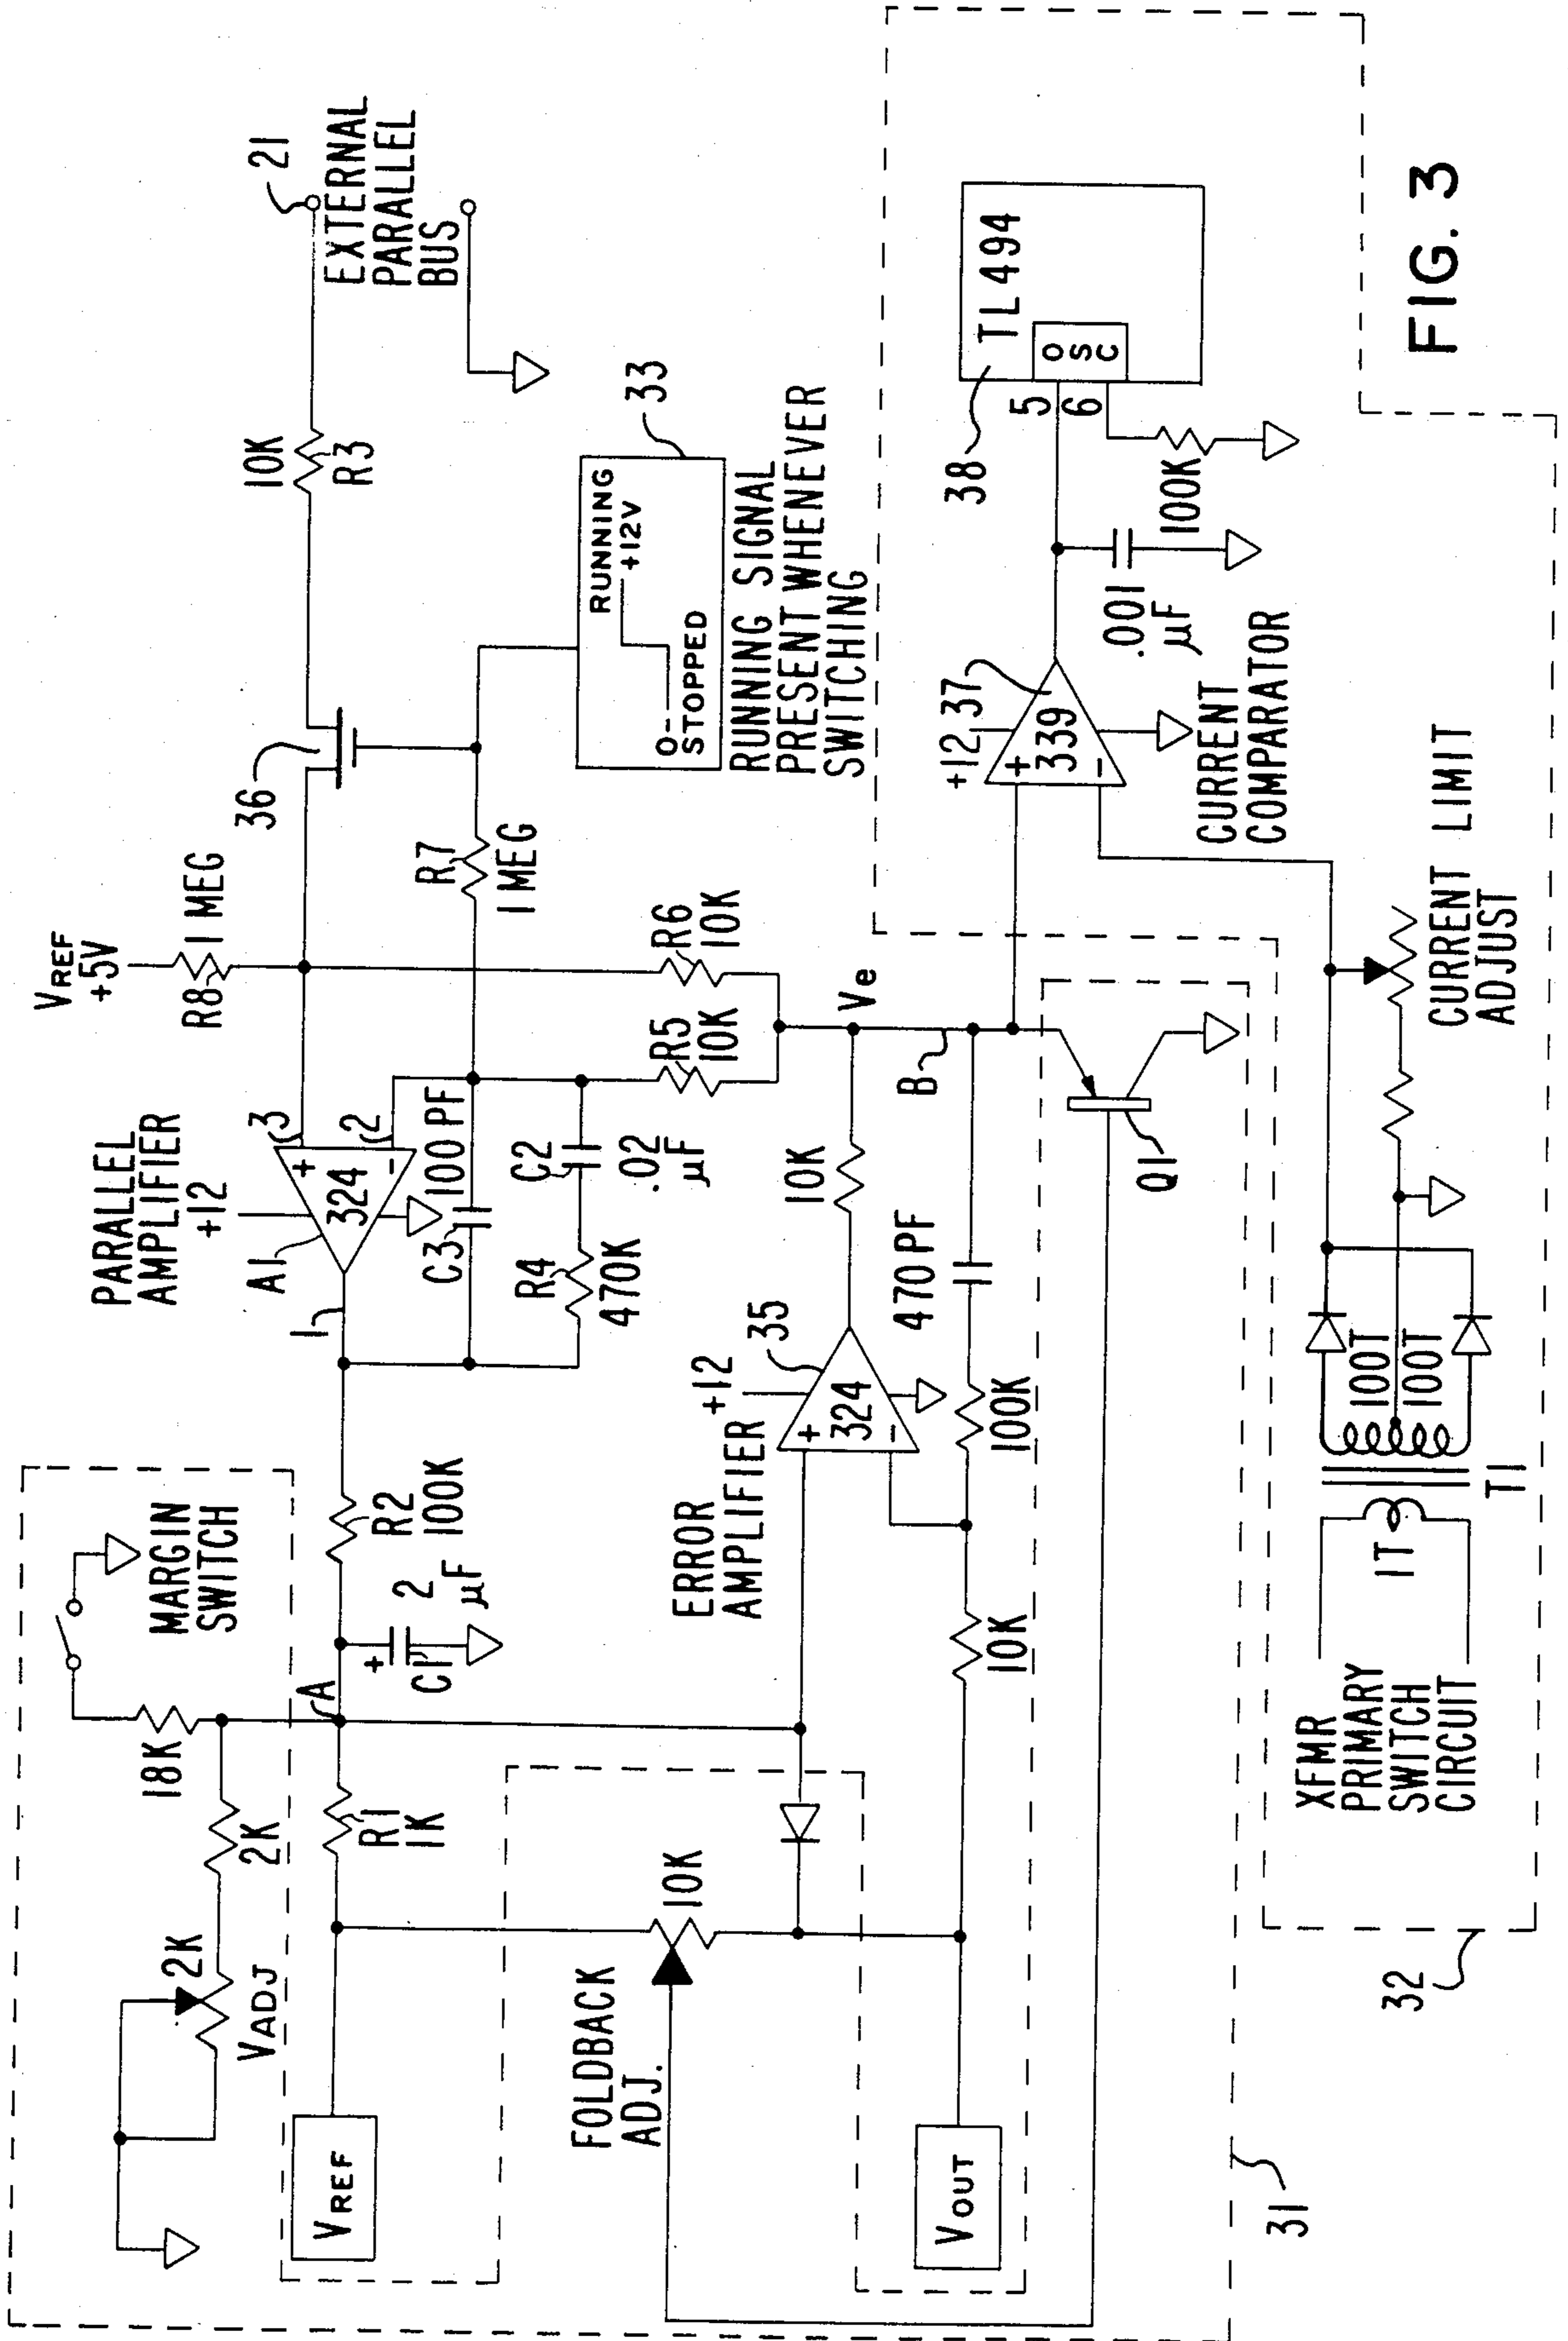 MARGIN
SWITCH
18K
2K
2K
VADJ
A
R1
1K
VREF
+
C1
2
µF
R2
100K
1
PARALLEL
AMPLIFIER
+12
A1
324
+
-
3
2
C3
100 PF
R4
470K
C2
.02
µF
VREF
+5V
R8
1 MEG
R5
10K
R6
10K
R7
1 MEG
36
10K
R3
21
EXTERNAL
PARALLEL
BUS
33
RUNNING
+12V
O
STOPPED
RUNNING SIGNAL
PRESENT WHENEVER
SWITCHING
FOLDBACK
ADJ.
10K
VOUT
10K
ERROR
AMPLIFIER
+12
35
324
+
-
10K
100K
470 PF
Ve
B
Q1
+12
37
339
+
-
CURRENT
COMPARATOR
.001
µF
38
TL494
OSC
5
6
100K
XFMR
PRIMARY
SWITCH
CIRCUIT
1T
T1
100T
100T
CURRENT LIMIT
ADJUST
31
32
FIG. 3